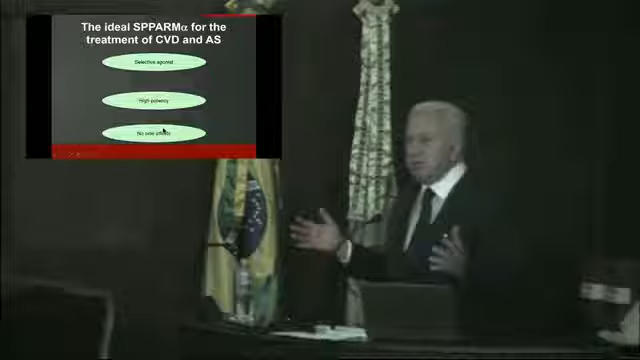 The ideal SPPARMα for the
treatment of CVD and AS
Selective agonist
High potency
No side effects